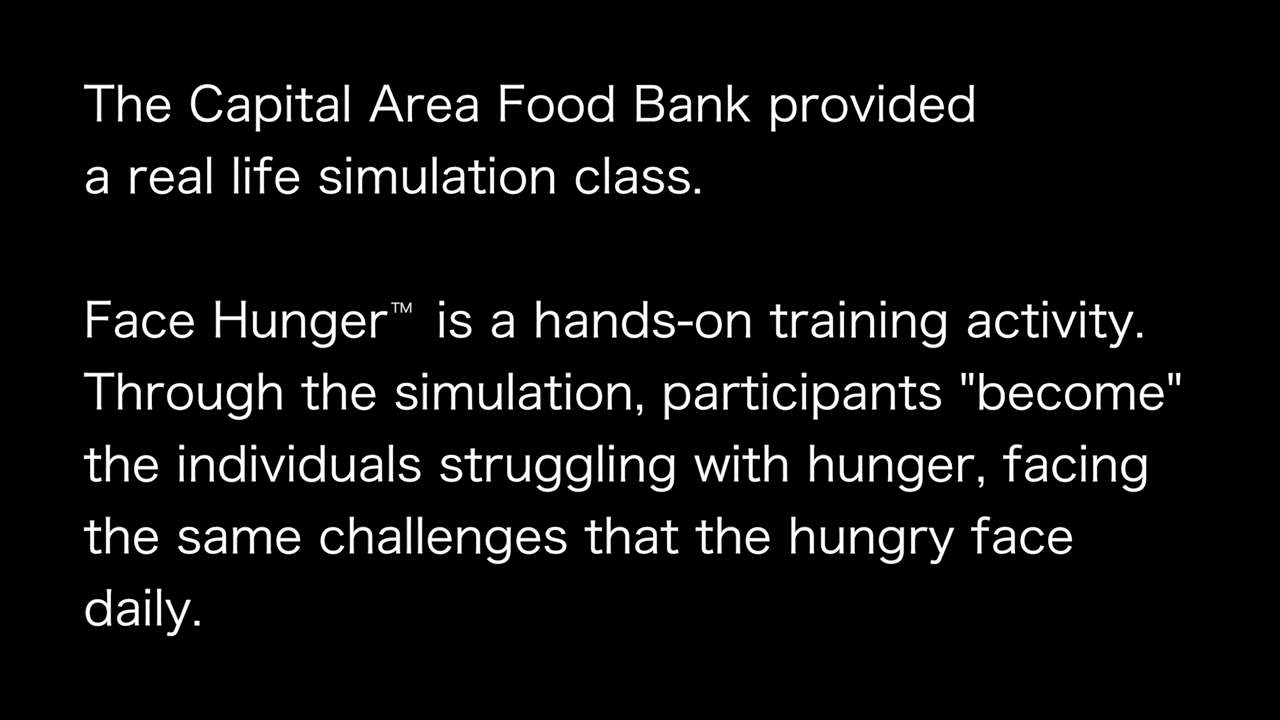 The Capital Area Food Bank provided
a real life simulation class.
Face Hunger™ is a hands-on training activity.
Through the simulation, participants "become"
the individuals struggling with hunger, facing
the same challenges that the hungry face
daily.